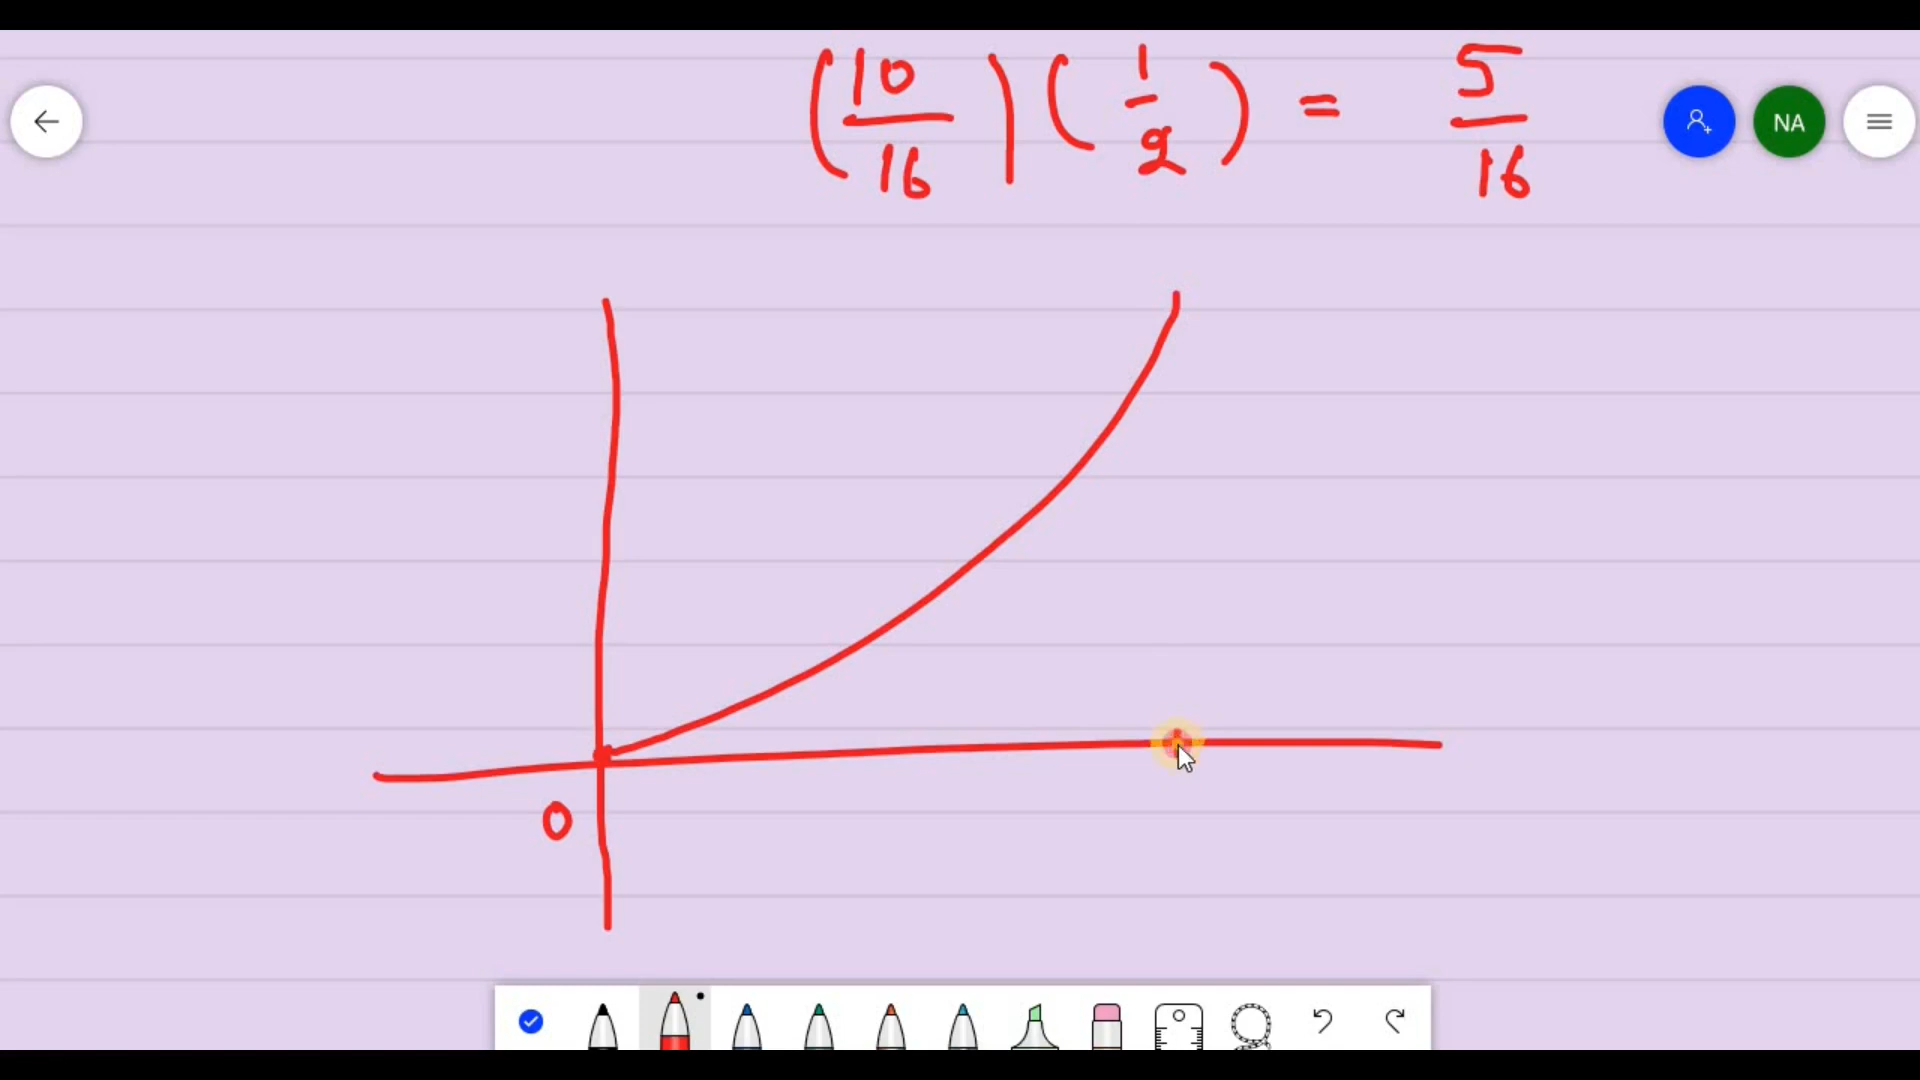 (10/16) (1/2) = 5/16
NA
0